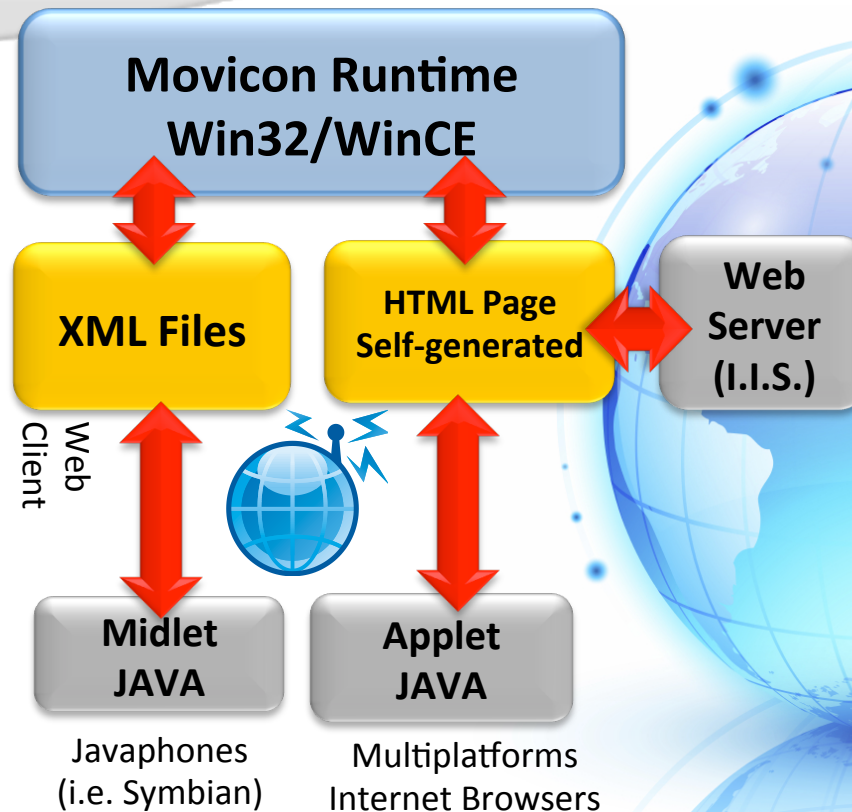 Movicon Runtime
Win32/WinCE
XML Files
HTML Page
Self-generated
Web
Server
(I.I.S.)
Web
Client
Midlet
JAVA
Applet
JAVA
Javaphones
(i.e. Symbian)
Multiplatforms
Internet Browsers